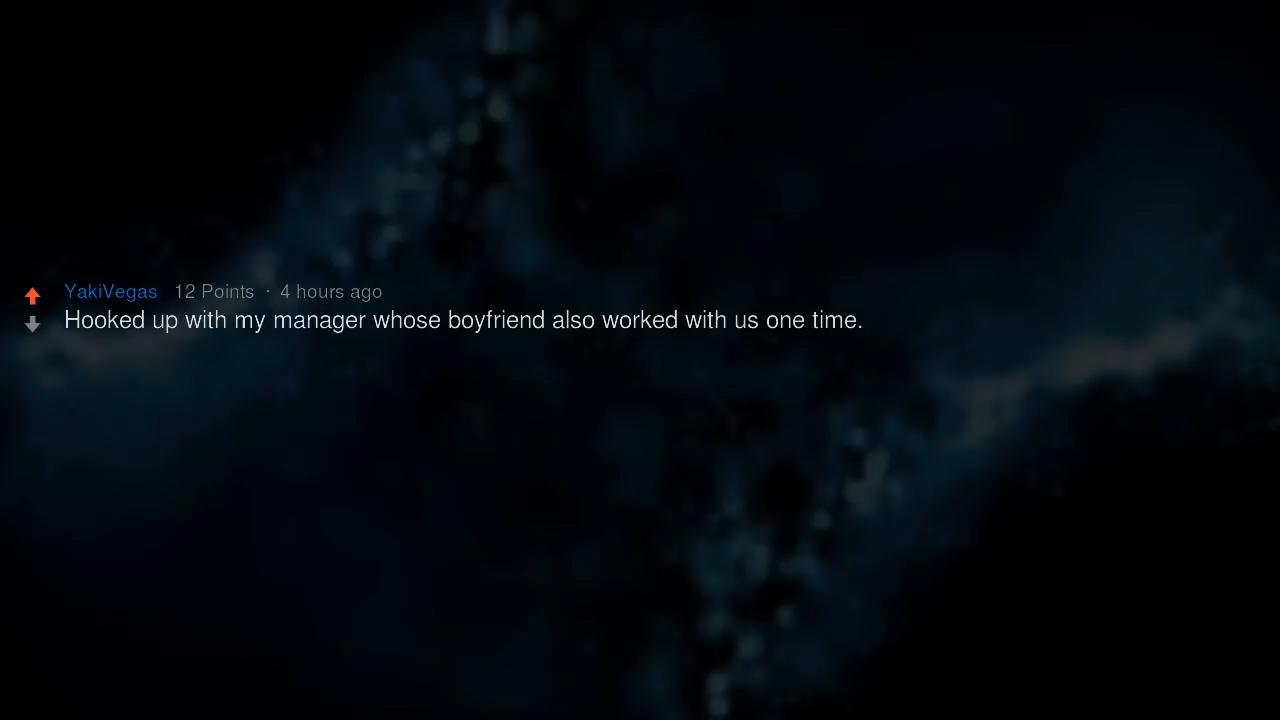 YakiVegas 12 Points · 4 hours ago
Hooked up with my manager whose boyfriend also worked with us one time.